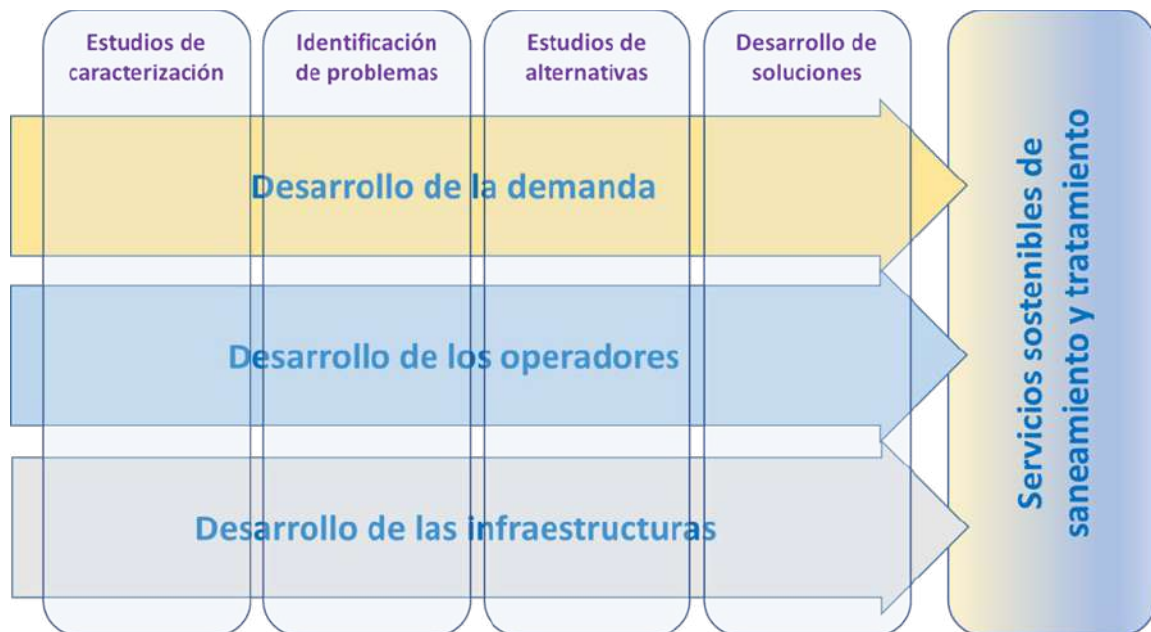 Estudios de
caracterización
Identificación
de problemas
Estudios de
alternativas
Desarrollo de
soluciones
Desarrollo de la demanda
Desarrollo de los operadores
Desarrollo de las infraestructuras
Servicios sostenibles de
saneamiento y tratamiento